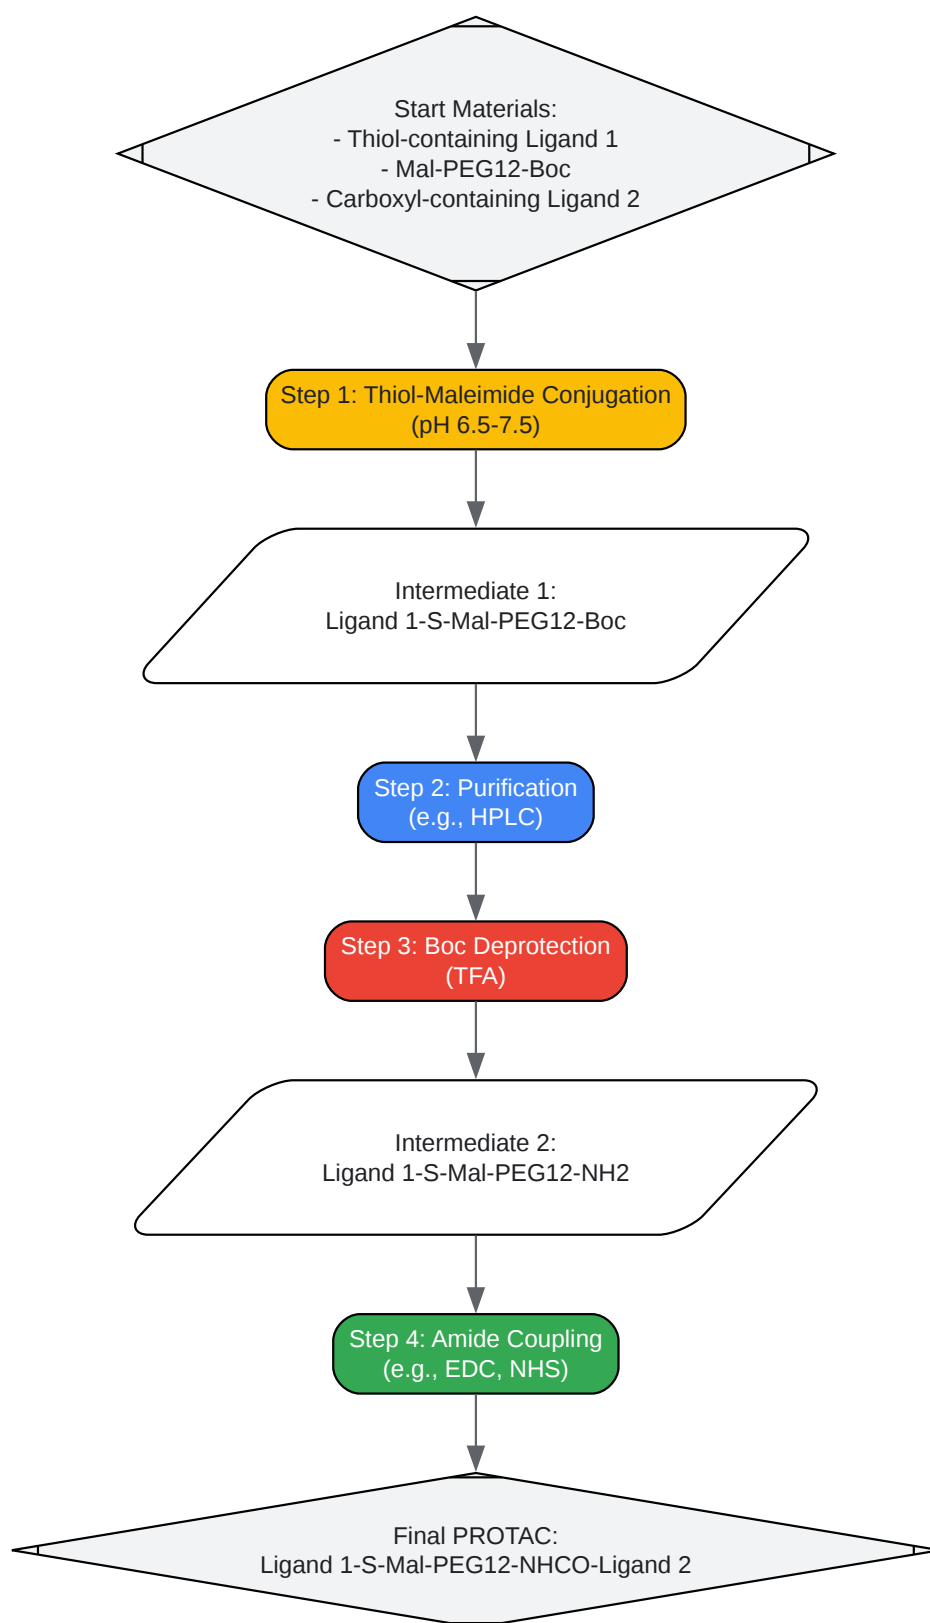 Start Materials:
- Thiol-containing Ligand 1
- Mal-PEG12-Boc
- Carboxyl-containing Ligand 2
Step 1: Thiol-Maleimide Conjugation
(pH 6.5-7.5)
Intermediate 1:
Ligand 1-S-Mal-PEG12-Boc
Step 2: Purification
(e.g., HPLC)
Step 3: Boc Deprotection
(TFA)
Intermediate 2:
Ligand 1-S-Mal-PEG12-NH2
Step 4: Amide Coupling
(e.g., EDC, NHS)
Final PROTAC:
Ligand 1-S-Mal-PEG12-NHCO-Ligand 2